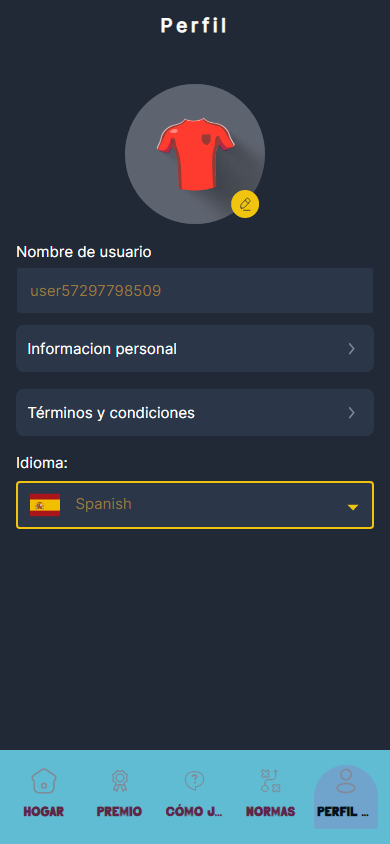 Perfil
Nombre de usuario
user57297798509
Informacion personal
Términos y condiciones
Idioma:
Spanish
HOGAR
PREMIO
CÓMO J...
NORMAS
PERFIL ...